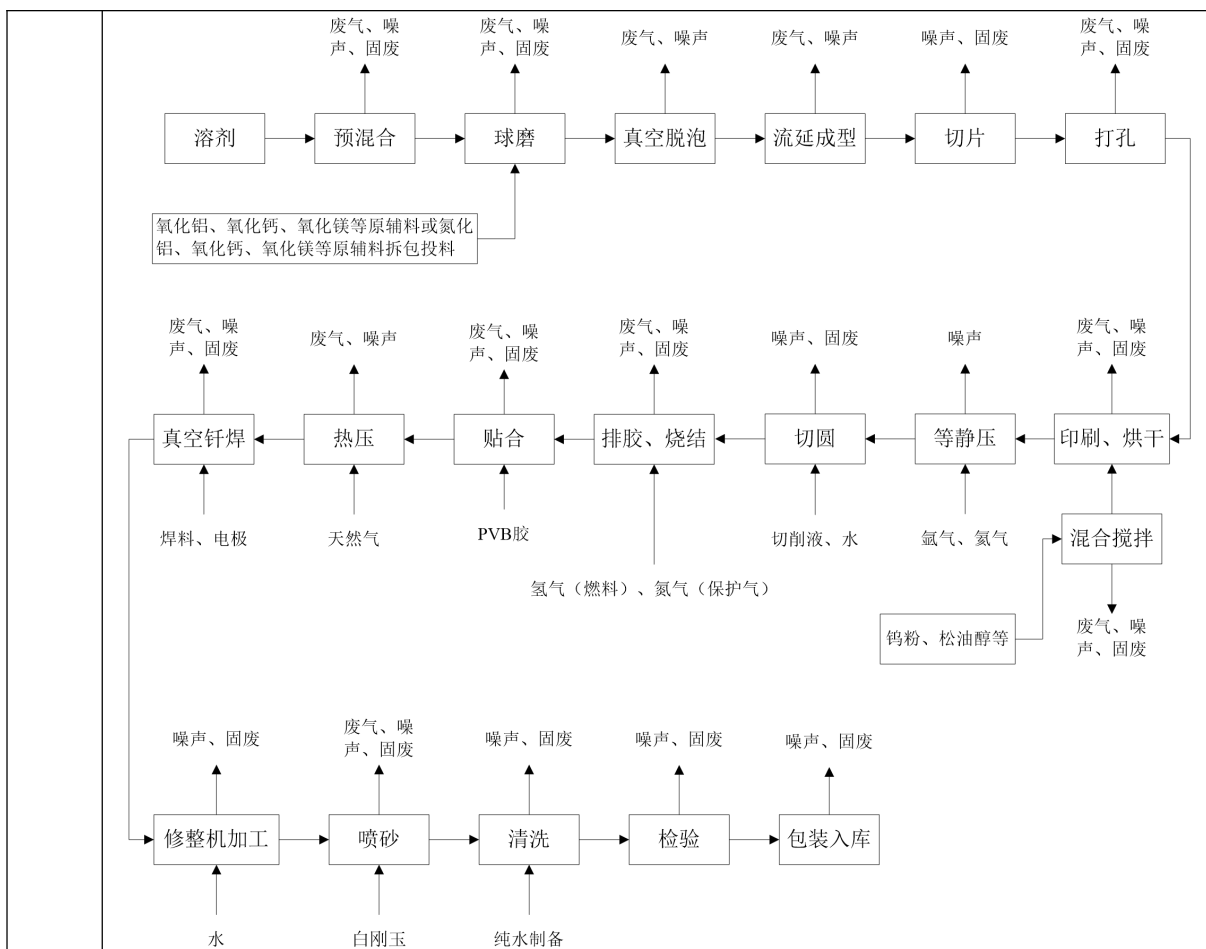 废气、噪
声、固废
废气、噪
声、固废
废气、噪声
废气、噪声
噪声、固废
废气、噪
声、固废
溶剂
预混合
球磨
真空脱泡
流延成型
切片
打孔
氧化铝、氧化钙、氧化镁等原辅料或氮化
铝、氧化钙、氧化镁等原辅料拆包投料
废气、噪
声、固废
废气、噪声
废气、噪
声、固废
废气、噪
声、固废
噪声、固废
噪声
废气、噪
声、固废
真空钎焊
热压
贴合
排胶、烧结
切圆
等静压
印刷、烘干
焊料、电极
天然气
PVB胶
氢气（燃料）、氮气（保护气）
切削液、水
氩气、氦气
混合搅拌
钨粉、松油醇等
废气、噪
声、固废
噪声、固废
废气、噪
声、固废
噪声、固废
噪声、固废
噪声、固废
修整机加工
喷砂
清洗
检验
包装入库
水
白刚玉
纯水制备